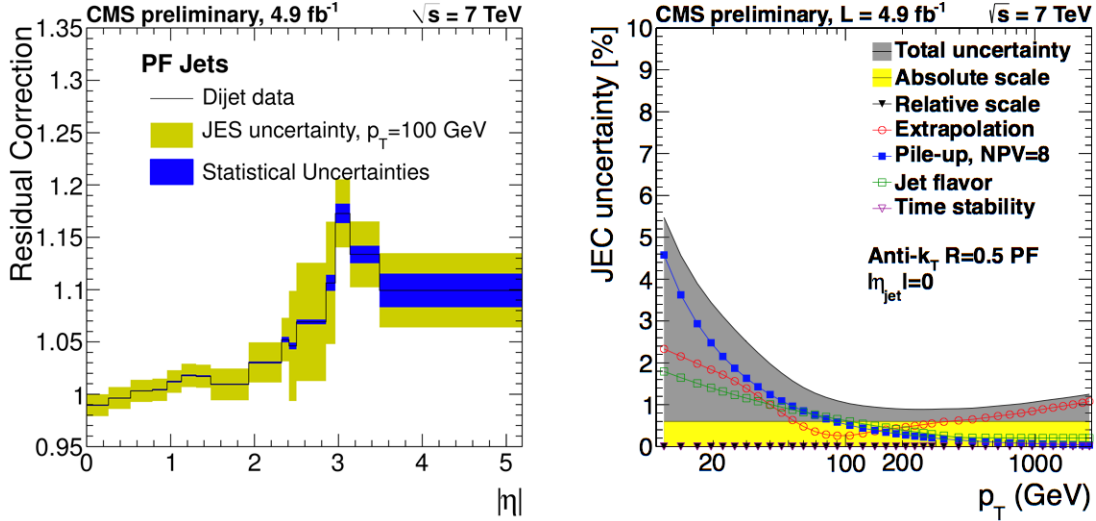 CMS preliminary, 4.9 fb⁻¹ √s = 7 TeV
1.35
1.3
1.25
1.2
1.15
1.1
1.05
1
0.95
Residual Correction
PF Jets
Dijet data
JES uncertainty, p_T=100 GeV
Statistical Uncertainties
0 1 2 3 4 5
|η|
CMS preliminary, L = 4.9 fb⁻¹ √s = 7 TeV
10
9
8
7
6
5
4
3
2
1
0
JEC uncertainty [%]
Total uncertainty
Absolute scale
Relative scale
Extrapolation
Pile-up, NPV=8
Jet flavor
Time stability
Anti-k_T R=0.5 PF
|η_jet|=0
20 100 200 1000
p_T (GeV)